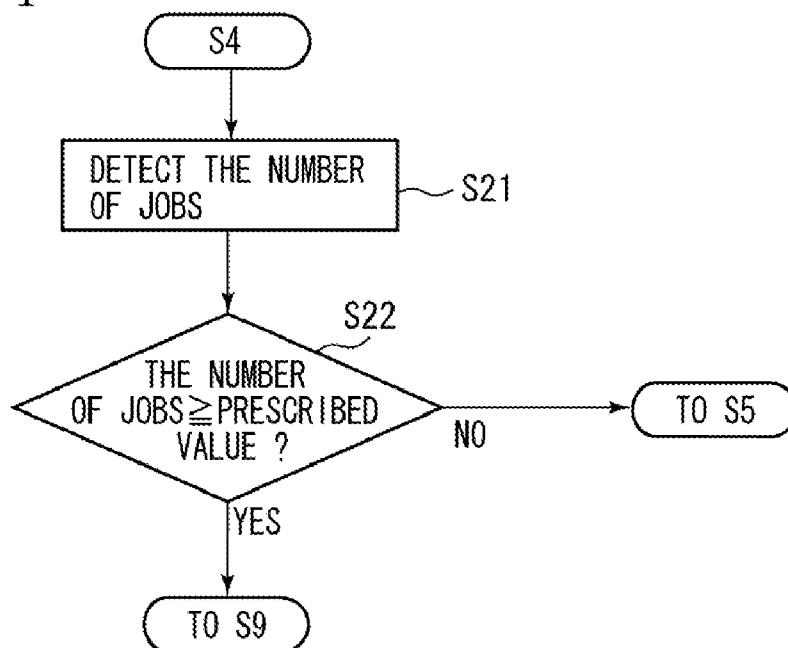 S4
DETECT THE NUMBER
OF JOBS
S21
S22
THE NUMBER
OF JOBS≧PRESCRIBED
VALUE ?
NO
TO S5
YES
TO S9